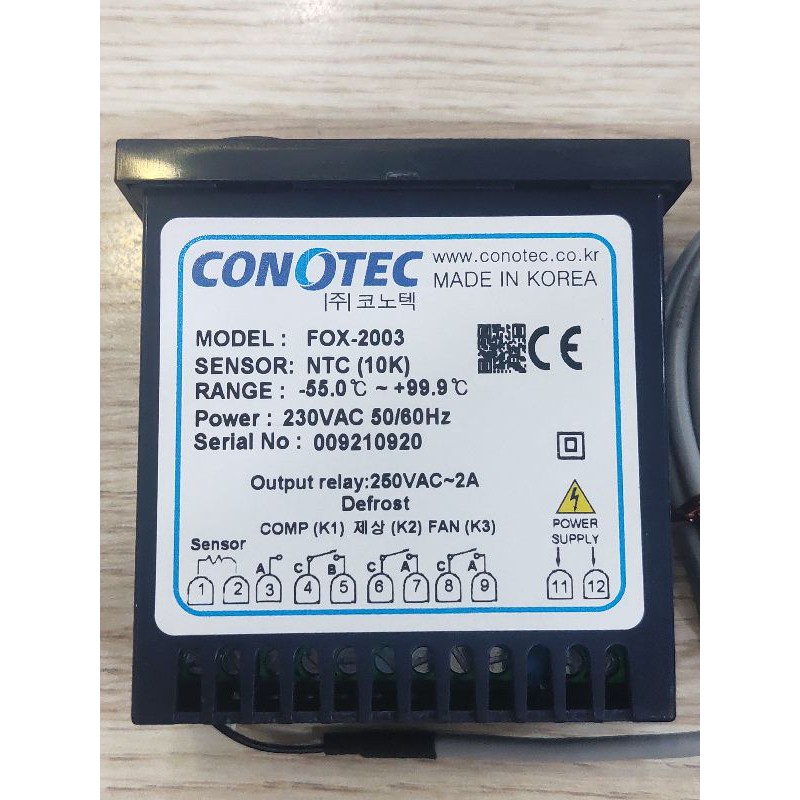 CONOTEC www.conotec.co.kr
(주)코노텍 MADE IN KOREA
MODEL : FOX-2003
SENSOR: NTC (10K)
RANGE : -55.0℃ ~ +99.9℃
Power : 230VAC 50/60Hz
Serial No : 009210920
Output relay:250VAC~2A
Defrost
COMP (K1) 제상 (K2) FAN (K3)
POWER
SUPPLY
Sensor
A C B C A C A
1 2 3 4 5 6 7 8 9 11 12